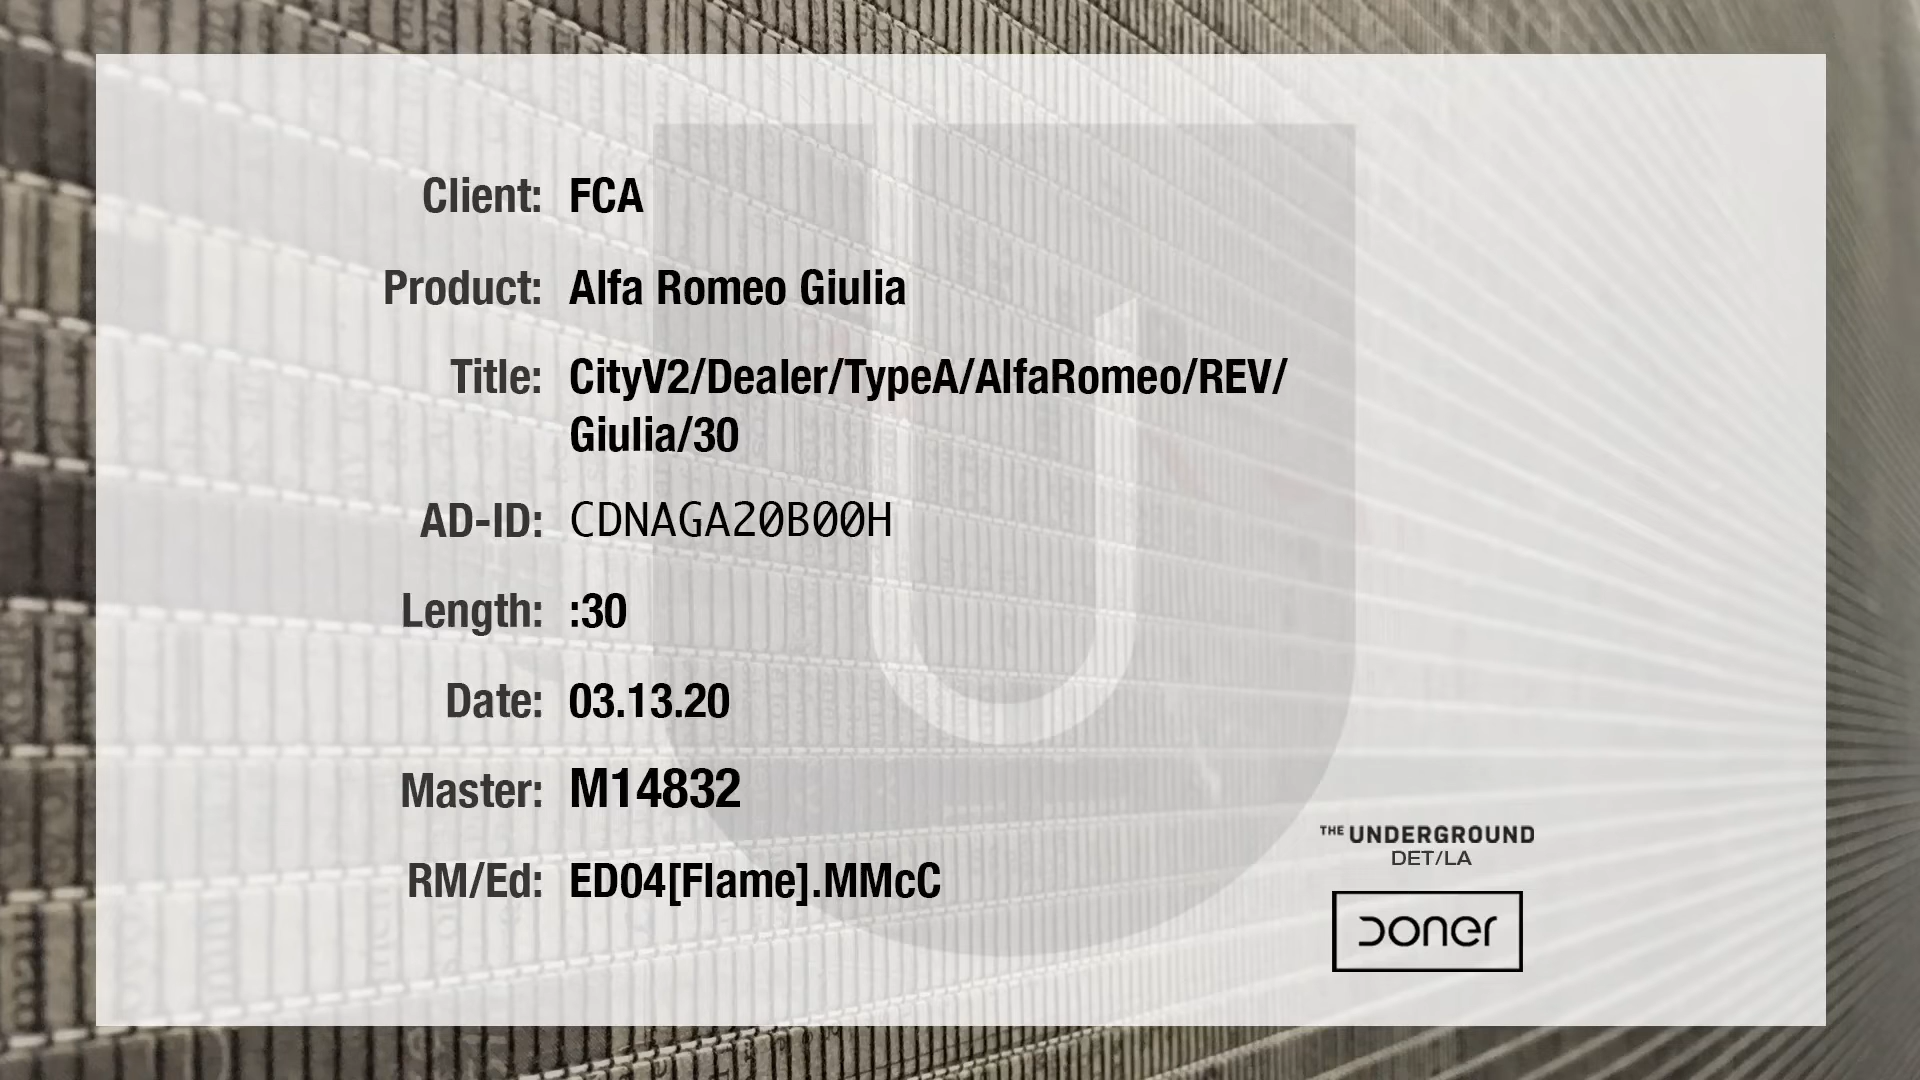 Client: FCA
Product: Alfa Romeo Giulia
Title: CityV2/Dealer/TypeA/AlfaRomeo/REV/
Giulia/30
AD-ID: CDNAGA20B00H
Length: :30
Date: 03.13.20
Master: M14832
RM/Ed: ED04[Flame].MMcC
THE UNDERGROUND
DET/LA
Doner